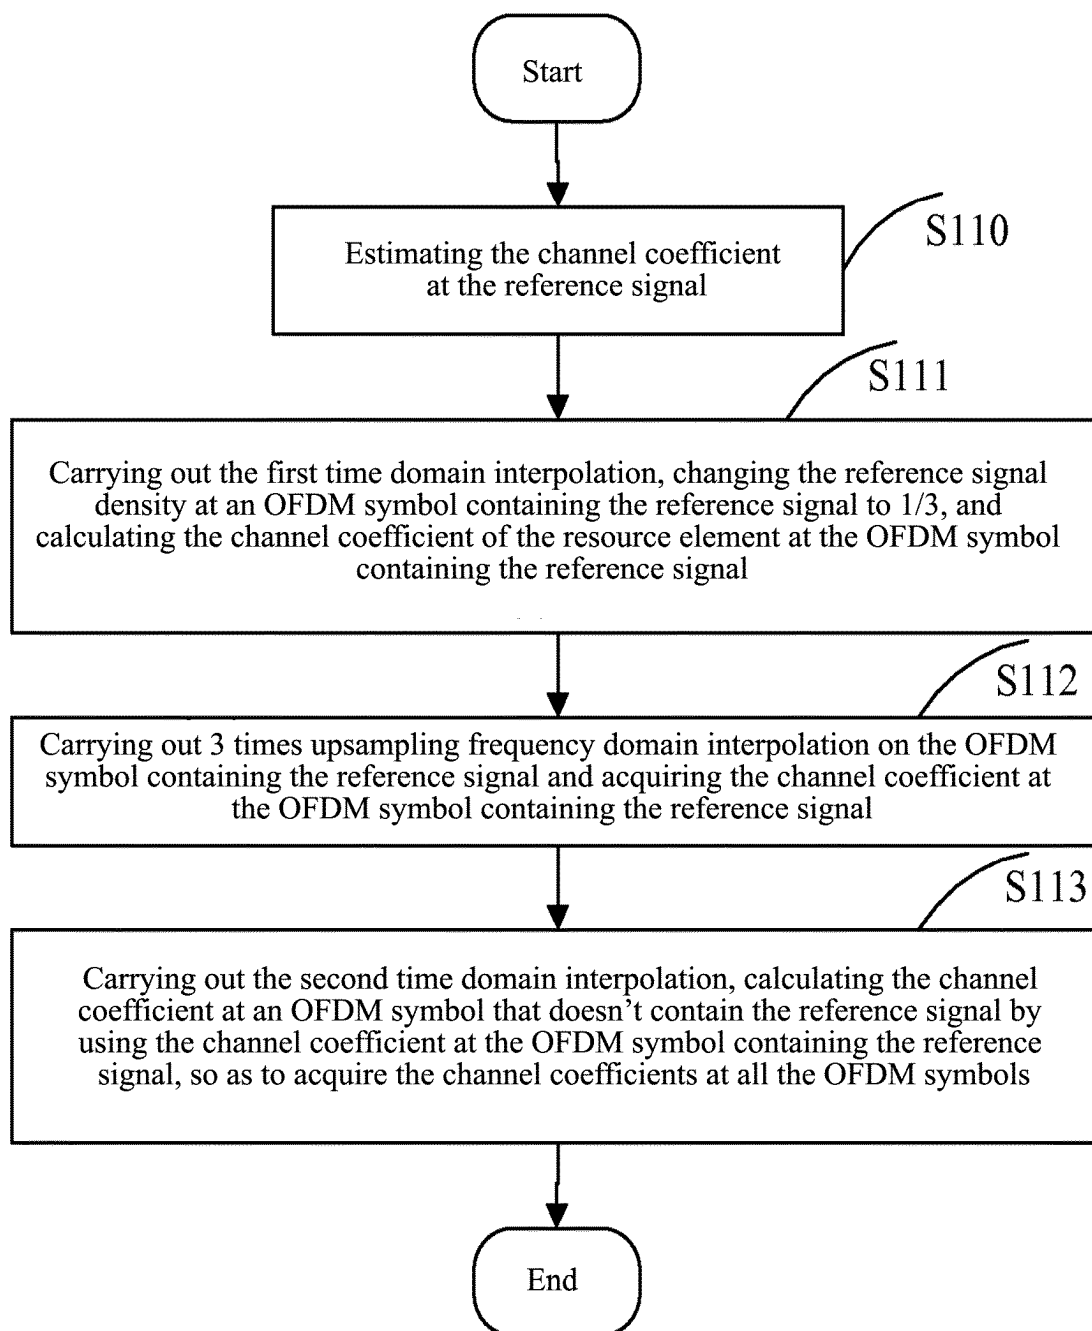 Start
S110
Estimating the channel coefficient
at the reference signal
S111
Carrying out the first time domain interpolation, changing the reference signal
density at an OFDM symbol containing the reference signal to 1/3, and
calculating the channel coefficient of the resource element at the OFDM symbol
containing the reference signal
S112
Carrying out 3 times upsampling frequency domain interpolation on the OFDM
symbol containing the reference signal and acquiring the channel coefficient at
the OFDM symbol containing the reference signal
S113
Carrying out the second time domain interpolation, calculating the channel
coefficient at an OFDM symbol that doesn’t contain the reference signal by
using the channel coefficient at the OFDM symbol containing the reference
signal, so as to acquire the channel coefficients at all the OFDM symbols
End